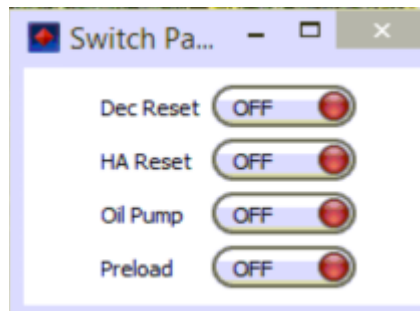 Switch Pa...
Dec Reset OFF
HA Reset OFF
Oil Pump OFF
Preload OFF